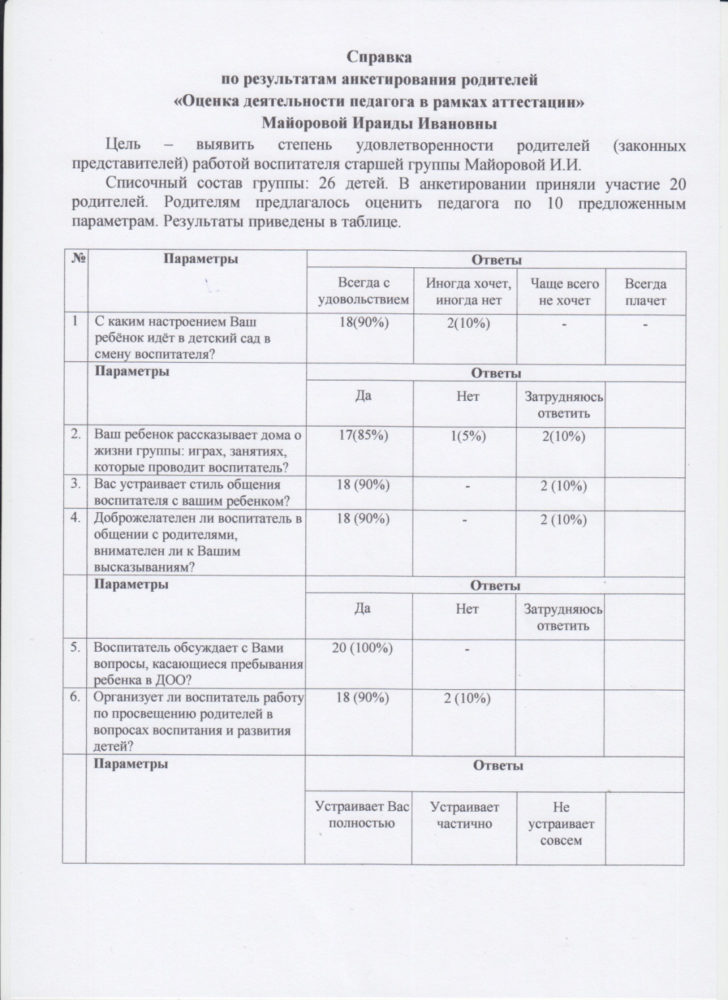 Справка
по результатам анкетирования родителей
«Оценка деятельности педагога в рамках аттестации»
Майоровой Ираиды Ивановны
Цель – выявить степень удовлетворенности родителей (законных
представителей) работой воспитателя старшей группы Майоровой И.И.
Списочный состав группы: 26 детей. В анкетировании приняли участие 20
родителей. Родителям предлагалось оценить педагога по 10 предложенным
параметрам. Результаты приведены в таблице.
№ Параметры Ответы
Всегда с Иногда хочет, Чаще всего Всегда
удовольствием иногда нет не хочет плачет
1 С каким настроением Ваш 18(90%) 2(10%) - -
ребёнок идёт в детский сад в
смену воспитателя?
Параметры Ответы
Да Нет Затрудняюсь
ответить
2. Ваш ребенок рассказывает дома о 17(85%) 1(5%) 2(10%)
жизни группы: играх, занятиях,
которые проводит воспитатель?
3. Вас устраивает стиль общения 18 (90%) - 2 (10%)
воспитателя с вашим ребенком?
4. Доброжелателен ли воспитатель в 18 (90%) - 2 (10%)
общении с родителями,
внимателен ли к Вашим
высказываниям?
Параметры Ответы
Да Нет Затрудняюсь
ответить
5. Воспитатель обсуждает с Вами 20 (100%) -
вопросы, касающиеся пребывания
ребенка в ДОО?
6. Организует ли воспитатель работу 18 (90%) 2 (10%)
по просвещению родителей в
вопросах воспитания и развития
детей?
Параметры Ответы
Устраивает Вас Устраивает Не
полностью частично устраивает
совсем